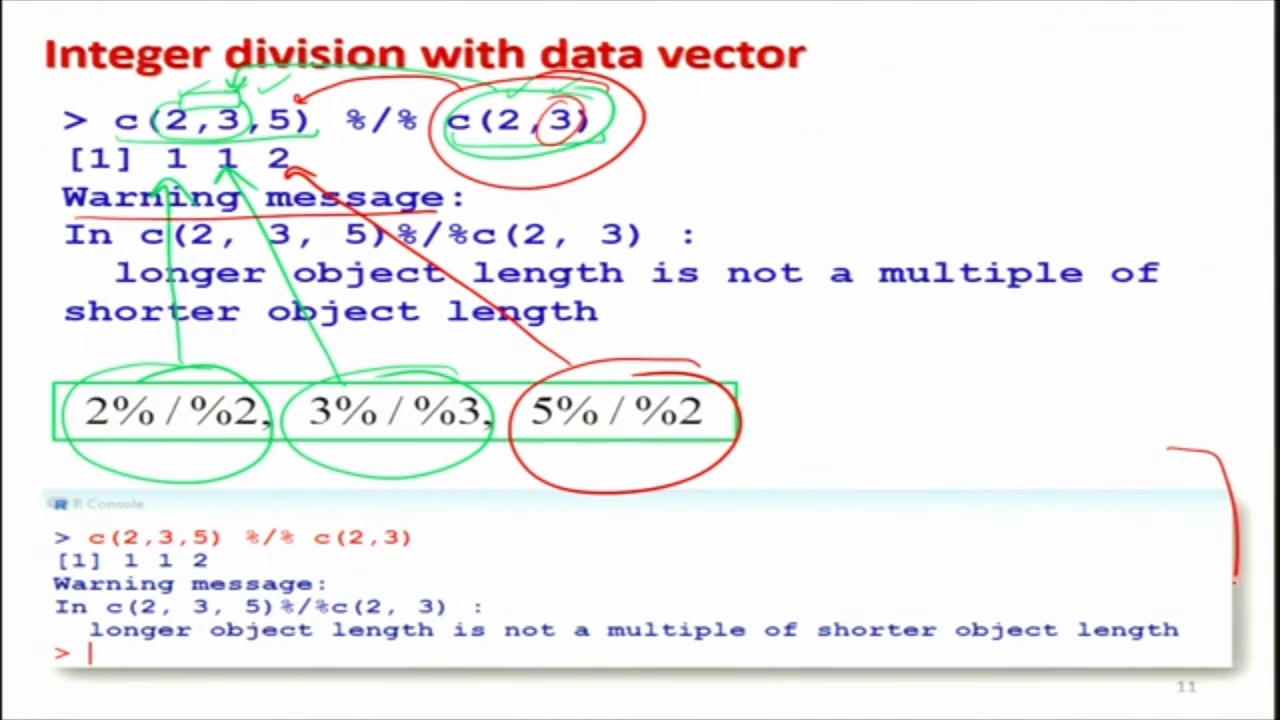 Integer division with data vector
> c(2,3,5) %/% c(2,3)
[1] 1 1 2
Warning message:
In c(2, 3, 5)%/%c(2, 3) :
longer object length is not a multiple of
shorter object length
2% / %2, 3% / %3, 5% / %2
R Console
> c(2,3,5) %/% c(2,3)
[1] 1 1 2
Warning message:
In c(2, 3, 5)%/%c(2, 3) :
longer object length is not a multiple of shorter object length
>
11